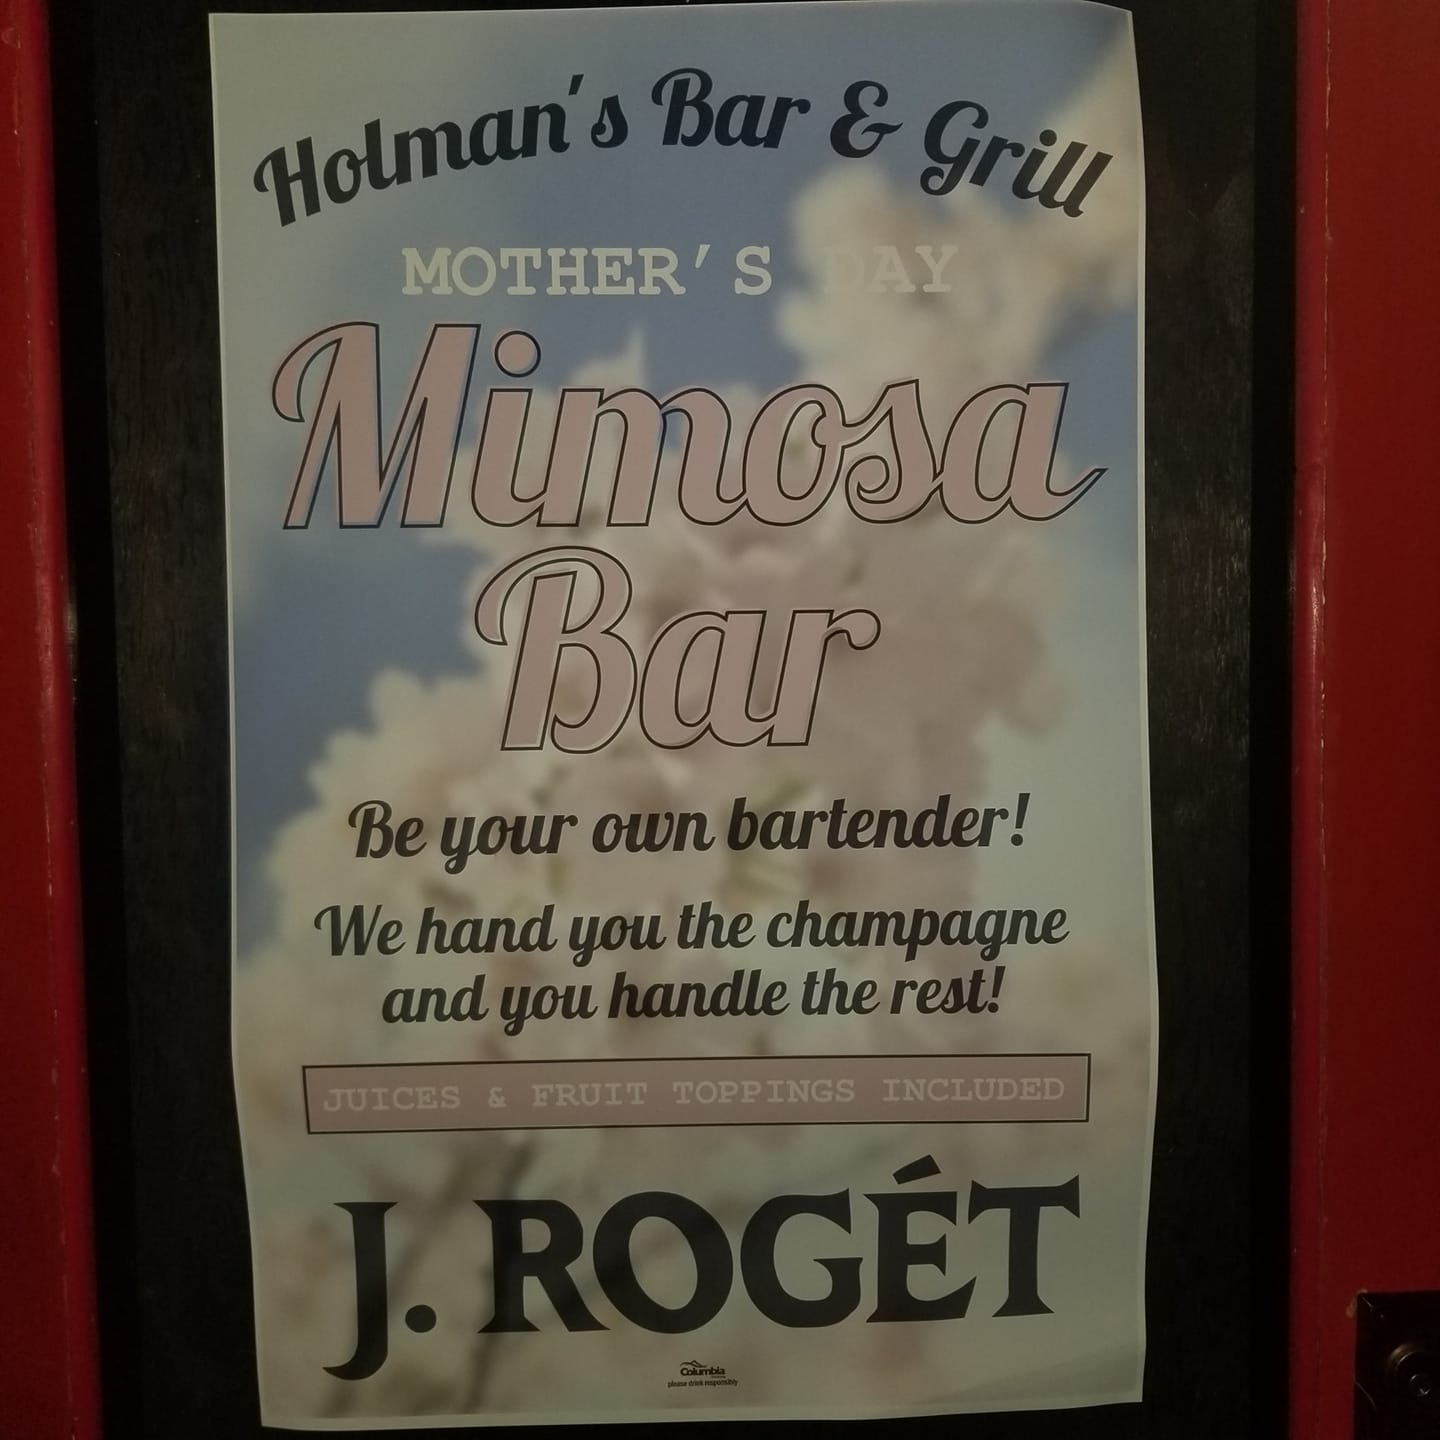 Holman's Bar & Grill
MOTHER'S DAY
Mimosa
Bar
Be your own bartender!
We hand you the champagne
and you handle the rest!
JUICES & FRUIT TOPPINGS INCLUDED
J. ROGÉT
Columbia
please drink responsibly